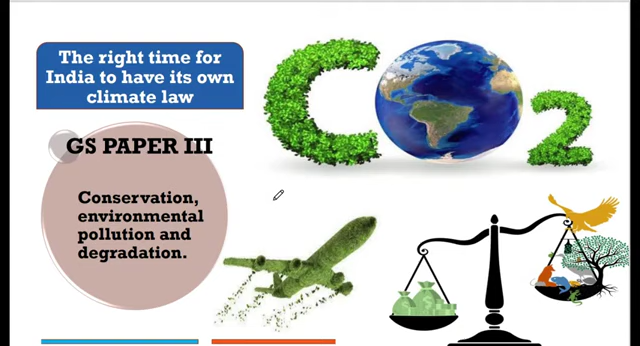 The right time for
India to have its own
climate law
GS PAPER III
Conservation,
environmental
pollution and
degradation.
CO2